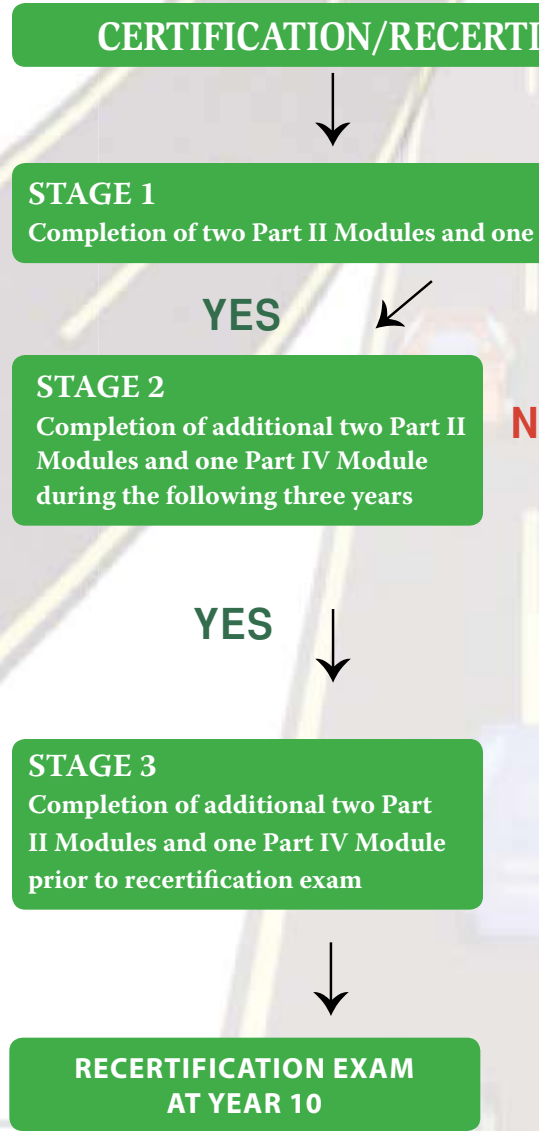 CERTIFICATION/RECERTI
STAGE 1
Completion of two Part II Modules and one
YES
STAGE 2
Completion of additional two Part II
Modules and one Part IV Module
during the following three years
N
YES
STAGE 3
Completion of additional two Part
II Modules and one Part IV Module
prior to recertification exam
RECERTIFICATION EXAM
AT YEAR 10